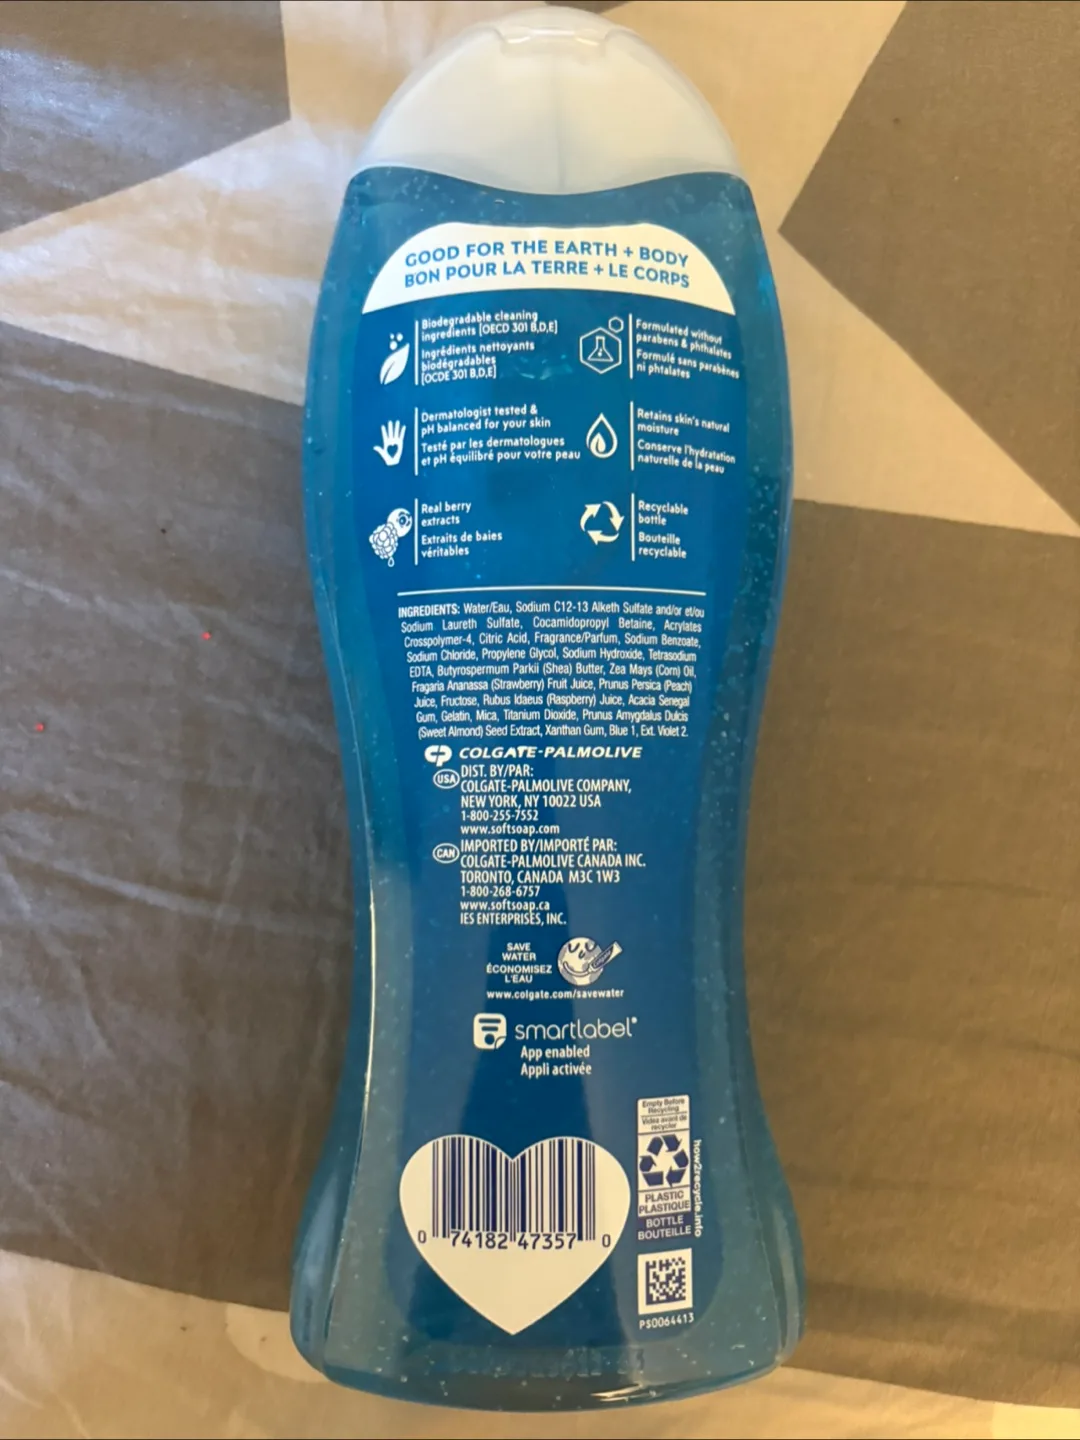 GOOD FOR THE EARTH + BODY
BON POUR LA TERRE + LE CORPS
Biodegradable cleaning
ingredients [OECD 301 B,D,E]
Ingrédients nettoyants
biodégradables
[OCDE 301 B,D,E]
Formulated without
parabens & phthalates
Formulé sans parabènes
ni phtalates
Dermatologist tested &
pH balanced for your skin
Testé par les dermatologues
et pH équilibré pour votre peau
Retains skin's natural
moisture
Conserve l'hydratation
naturelle de la peau
Real berry
extracts
Extraits de baies
véritables
Recyclable
bottle
Bouteille
recyclable
INGREDIENTS: Water/Eau, Sodium C12-13 Alketh Sulfate and/or et/ou
Sodium Laureth Sulfate, Cocamidopropyl Betaine, Acrylates
Crosspolymer-4, Citric Acid, Fragrance/Parfum, Sodium Benzoate,
Sodium Chloride, Propylene Glycol, Sodium Hydroxide, Tetrasodium
EDTA, Butyrospermum Parkii (Shea) Butter, Zea Mays (Corn) Oil,
Fragaria Ananassa (Strawberry) Fruit Juice, Prunus Persica (Peach)
Juice, Fructose, Rubus Idaeus (Raspberry) Juice, Acacia Senegal
Gum, Gelatin, Mica, Titanium Dioxide, Prunus Amygdalus Dulcis
(Sweet Almond) Seed Extract, Xanthan Gum, Blue 1, Ext. Violet 2.
CP COLGATE-PALMOLIVE
USA DIST. BY/PAR:
COLGATE-PALMOLIVE COMPANY,
NEW YORK, NY 10022 USA
1-800-255-7552
www.softsoap.com
CAN IMPORTED BY/IMPORTÉ PAR:
COLGATE-PALMOLIVE CANADA INC.
TORONTO, CANADA M3C 1W3
1-800-268-6757
www.softsoap.ca
IES ENTERPRISES, INC.
SAVE
WATER
ÉCONOMISEZ
L'EAU
www.colgate.com/savewater
smartlabel®
App enabled
Appli activée
Empty Before
Recycling
Videz avant de
recycler
PLASTIC
PLASTIQUE
BOTTLE
BOUTEILLE
how2recycle.info
0 74182 47357 0
PS0064413